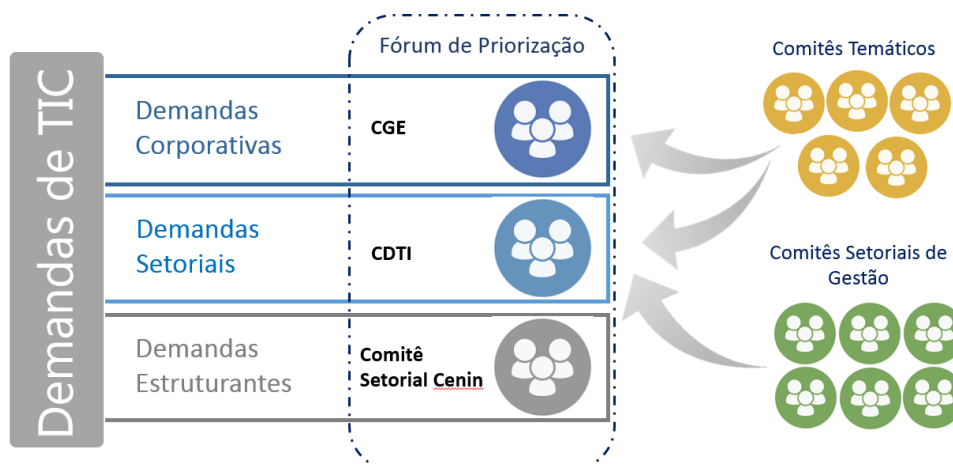 Demandas de TIC
Fórum de Priorização
Demandas
Corporativas
CGE
Demandas
Setoriais
CDTI
Demandas
Estruturantes
Comitê
Setorial Cenin
Comitês Temáticos
Comitês Setoriais de
Gestão